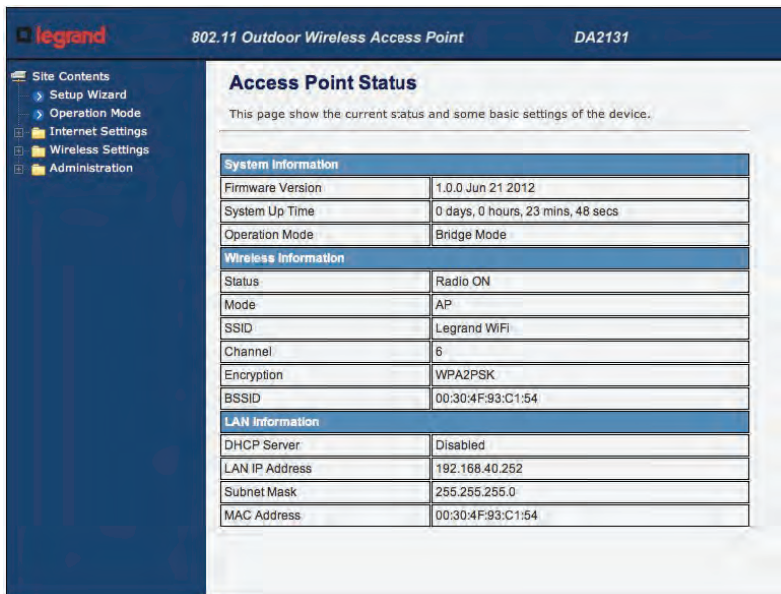 legrand 802.11 Outdoor Wireless Access Point DA2131
Site Contents
Setup Wizard
Operation Mode
Internet Settings
Wireless Settings
Administration
Access Point Status
This page show the current status and some basic settings of the device.
System Information
Firmware Version 1.0.0 Jun 21 2012
System Up Time 0 days, 0 hours, 23 mins, 48 secs
Operation Mode Bridge Mode
Wireless Information
Status Radio ON
Mode AP
SSID Legrand WiFi
Channel 6
Encryption WPA2PSK
BSSID 00:30:4F:93:C1:54
LAN Information
DHCP Server Disabled
LAN IP Address 192.168.40.252
Subnet Mask 255.255.255.0
MAC Address 00:30:4F:93:C1:54